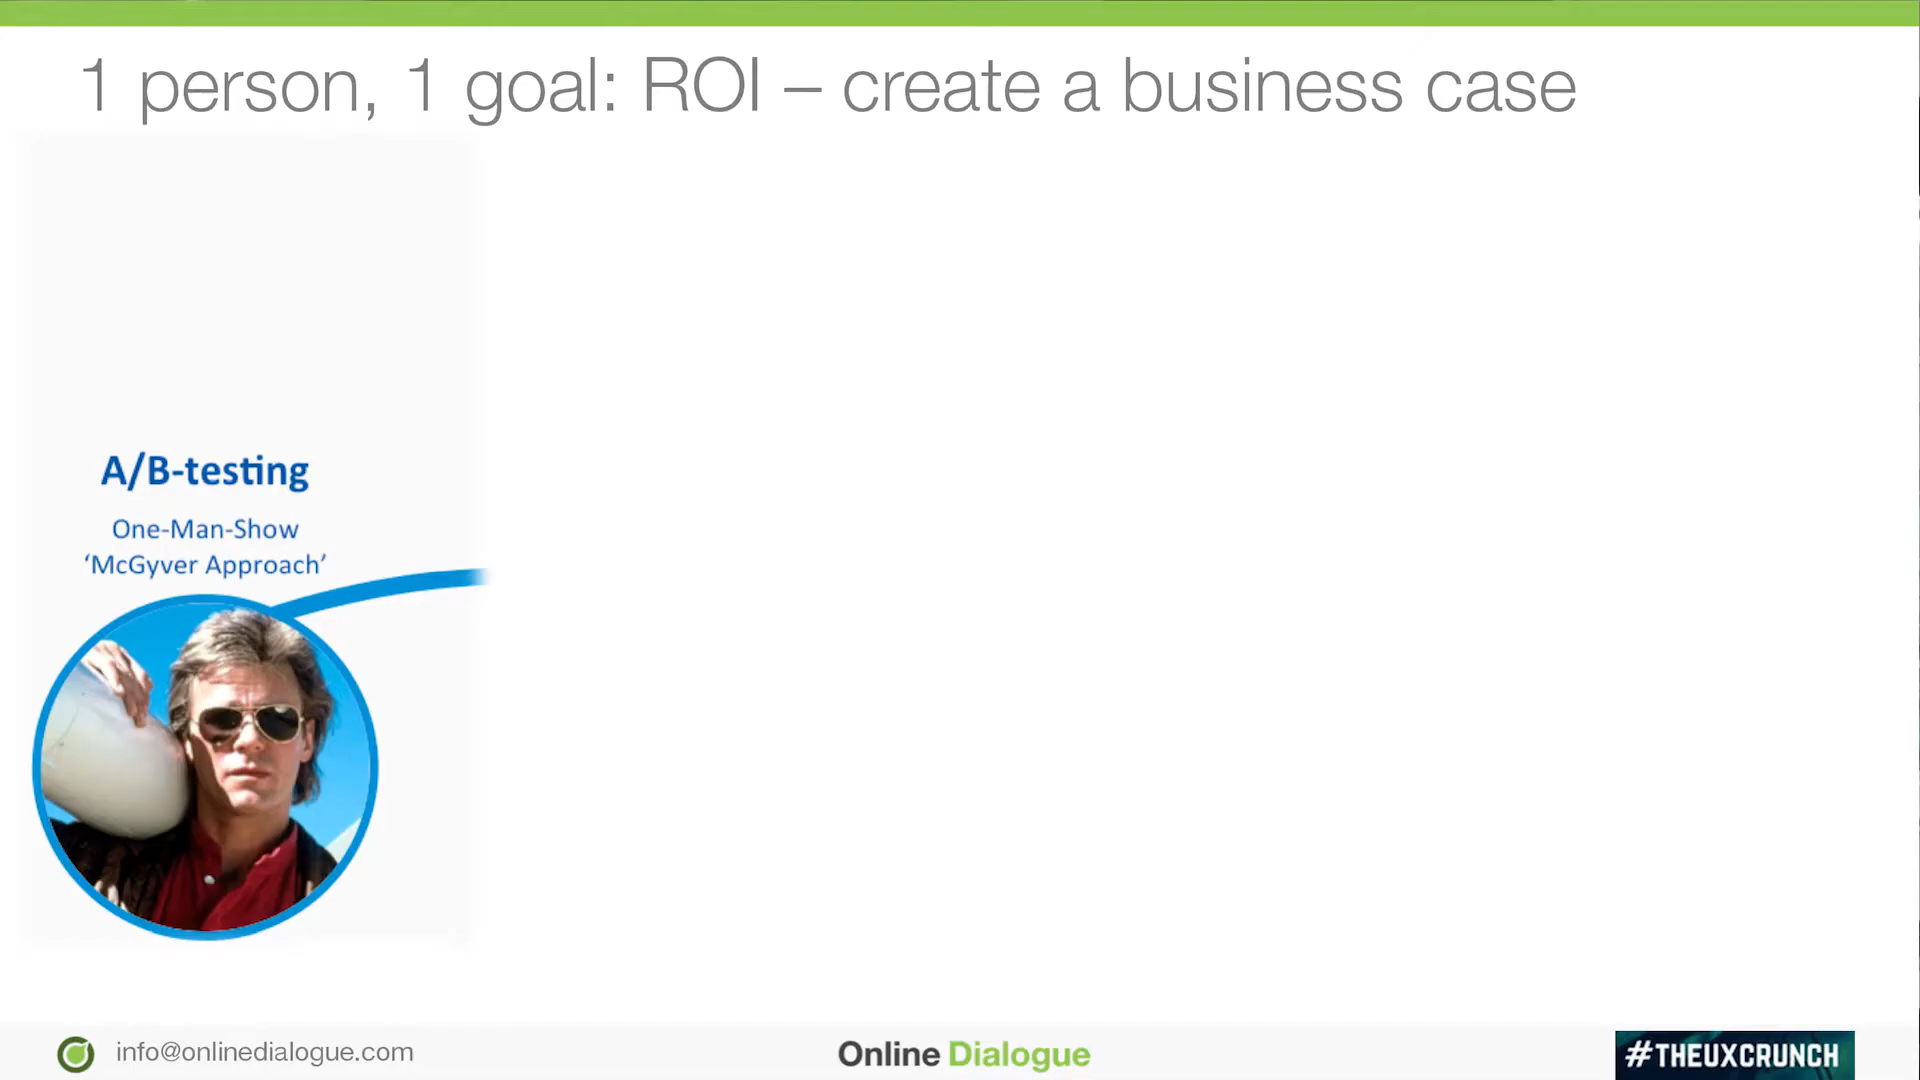 1 person, 1 goal: ROI – create a business case
A/B-testing
One-Man-Show
‘McGyver Approach’
info@onlinedialogue.com
Online Dialogue
#THEUXCRUNCH